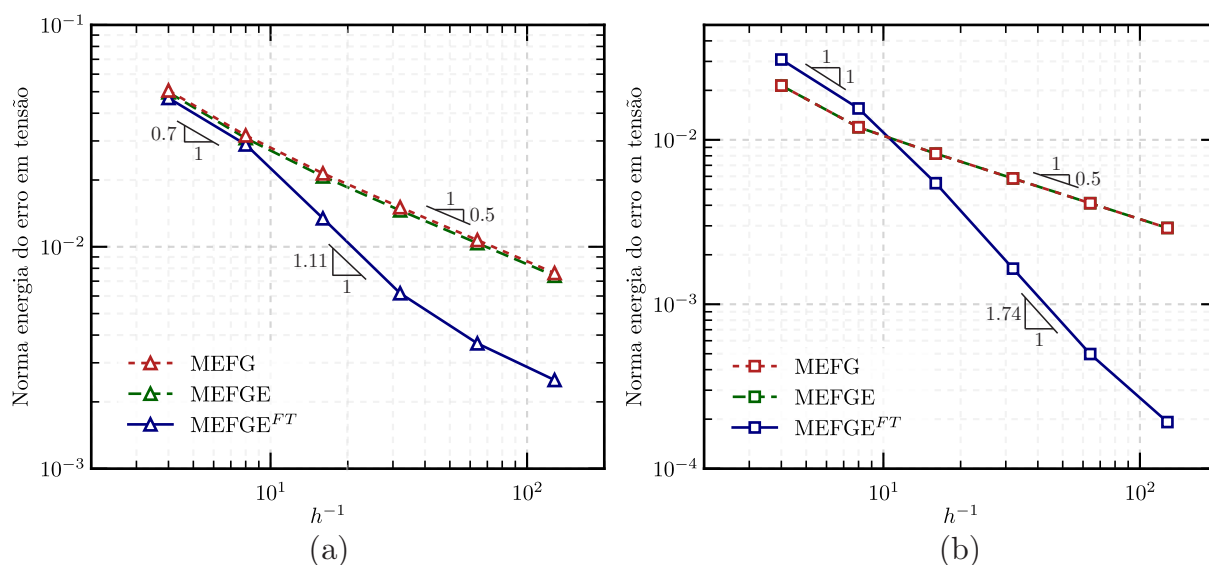 10^{-1}
10^{-2}
10^{-3}
Norma energia do erro em tensão
0.7
1
1
0.5
1.11
1
MEFG
MEFGE
MEFGE^{FT}
10^{1}
10^{2}
h^{-1}
(a)
10^{-2}
10^{-3}
10^{-4}
Norma energia do erro em tensão
1
1
1
0.5
1.74
1
MEFG
MEFGE
MEFGE^{FT}
10^{1}
10^{2}
h^{-1}
(b)